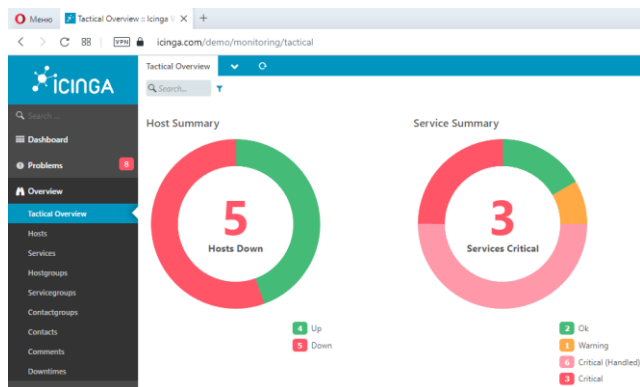 Меню
Tactical Overview :: Icinga
VPN
icinga.com/demo/monitoring/tactical
ICINGA
Tactical Overview
Search...
Search ...
Dashboard
Problems 8
Overview
Tactical Overview
Hosts
Services
Hostgroups
Servicegroups
Contactgroups
Contacts
Comments
Downtimes
Host Summary
5
Hosts Down
4 Up
5 Down
Service Summary
3
Services Critical
2 Ok
1 Warning
6 Critical (Handled)
3 Critical